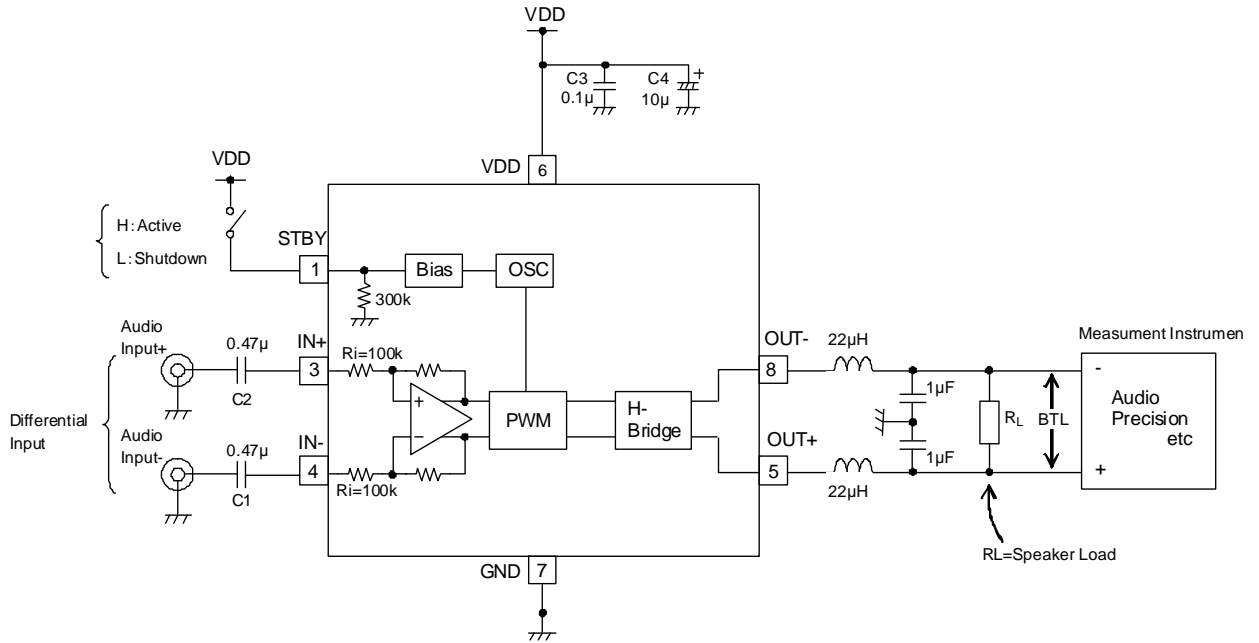 VDD
C3
0.1µ
C4
+
10µ
VDD
6
VDD
H:Active
L:Shutdown
STBY
1
Bias
OSC
300k
Audio
Input+
0.47µ
C2
IN+
3
Ri=100k
+
−
PWM
H-
Bridge
OUT-
8
22µH
1µF
1µF
RL
BTL
Measument Instrumen
-
Audio
Precision
etc
+
Differential
Input
Audio
Input-
0.47µ
C1
IN-
4
Ri=100k
OUT+
5
22µH
RL=Speaker Load
GND
7